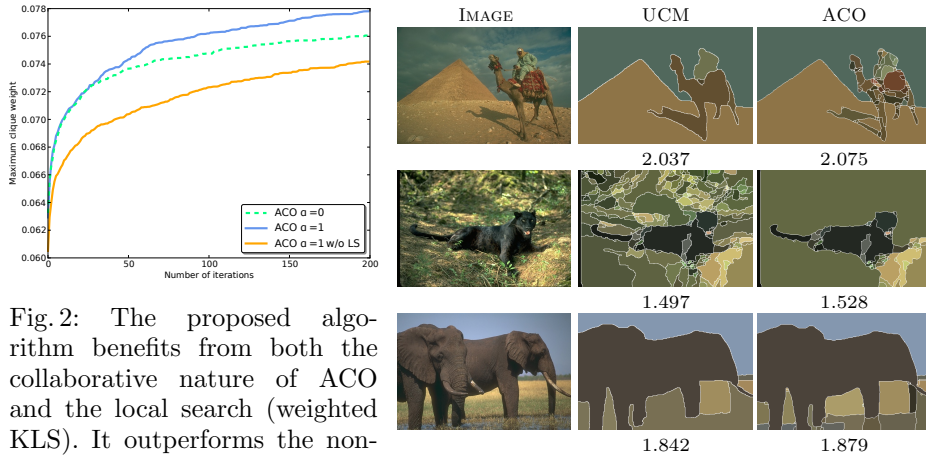 0.078
0.076
0.074
0.072
0.070
0.068
0.066
0.064
0.062
0.060
Maximum clique weight
0 50 100 150 200
Number of iterations
ACO α=0
ACO α=1
ACO α=1 w/o LS
Fig. 2: The proposed algo-
rithm benefits from both the
collaborative nature of ACO
and the local search (weighted
KLS). It outperforms the non-
IMAGE UCM ACO
2.037 2.075
1.497 1.528
1.842 1.879